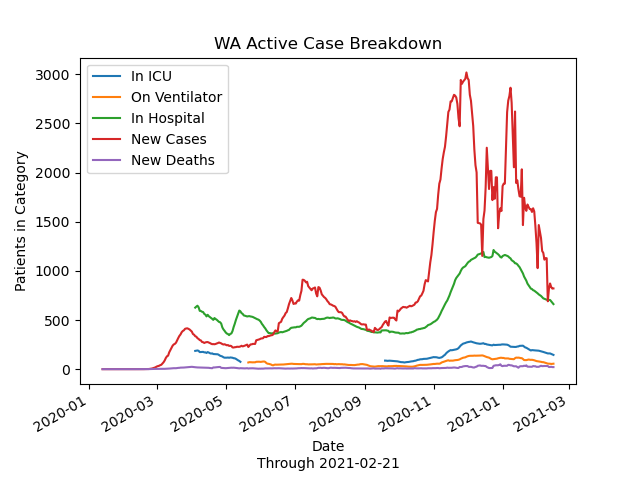 WA Active Case Breakdown
In ICU
On Ventilator
In Hospital
New Cases
New Deaths
Patients in Category
3000
2500
2000
1500
1000
500
0
2020-01
2020-03
2020-05
2020-07
2020-09
2020-11
2021-01
2021-03
Date
Through 2021-02-21